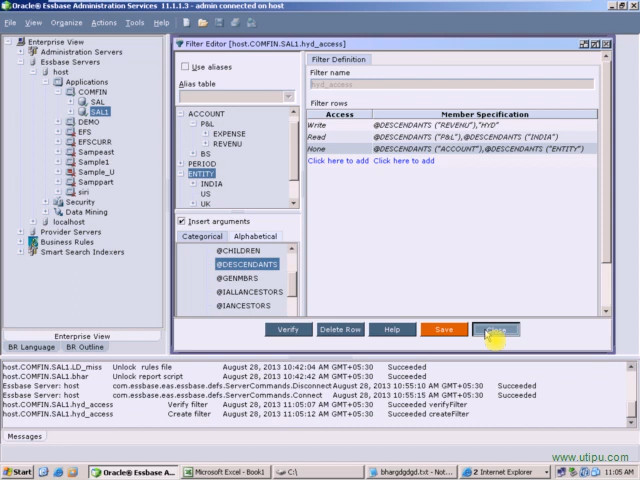 Oracle® Essbase Administration Services 11.1.1.3 - admin connected on host
File View Organize Actions Tools Help
Enterprise View
Administration Servers
Essbase Servers
host
Applications
COMFIN
SAL
SAL1
DEMO
EFS
EFSCURR
Sampeast
Sample1
Sample_U
Samppart
siri
Security
Data Mining
localhost
Provider Servers
Business Rules
Smart Search Indexers
Enterprise View
BR Language BR Outline
Filter Editor [host.COMFIN.SAL1.hyd_access]
Use aliases
Alias table
ACCOUNT
P&L
EXPENSE
REVENU
BS
PERIOD
ENTITY
INDIA
US
UK
Insert arguments
Categorical Alphabetical
@CHILDREN
@DESCENDANTS
@GENMBRS
@IALLANCESTORS
@IANCESTORS
Filter Definition
Filter name
hyd_access
Filter rows
Access Member Specification
Write @DESCENDANTS ("REVENU"),"HYD"
Read @DESCENDANTS ("P&L"),@DESCENDANTS ("INDIA")
None @DESCENDANTS ("ACCOUNT"),@DESCENDANTS ("ENTITY")
Click here to add Click here to add
Verify Delete Row Help Save Close
host.COMFIN.SAL1.LD_miss Unlock rules file August 28, 2013 10:42:04 AM GMT+05:30 Succeeded
host.COMFIN.SAL1.bhar Unlock report script August 28, 2013 10:42:42 AM GMT+05:30 Succeeded
Essbase Server: host com.essbase.eas.essbase.defs.ServerCommands.Disconnect August 28, 2013 10:55:10 AM GMT+05:30 Succeeded
Essbase Server: host com.essbase.eas.essbase.defs.ServerCommands.Connect August 28, 2013 10:55:15 AM GMT+05:30 Succeeded
host.COMFIN.SAL1.hyd_access Verify filter August 28, 2013 11:05:07 AM GMT+05:30 Succeeded verifyFilter
host.COMFIN.SAL1.hyd_access Create filter August 28, 2013 11:05:12 AM GMT+05:30 Succeeded createFilter
Messages
www.utipu.com
Start Oracle® Essbase A... Microsoft Excel - Book1 C:\ bhargdgdgd.txt - Not... 2 Internet Explorer 11:05 AM